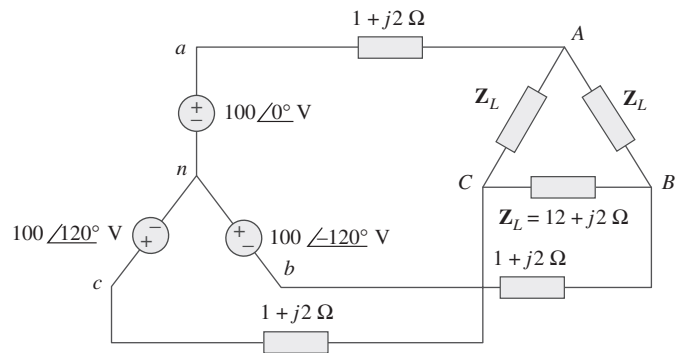 1 + j2 Ω
a
A
+
−
100 /0° V
Z_L
Z_L
n
C
B
100 /120° V
−
+
+
−
100 /−120° V
Z_L = 12 + j2 Ω
b
1 + j2 Ω
c
1 + j2 Ω